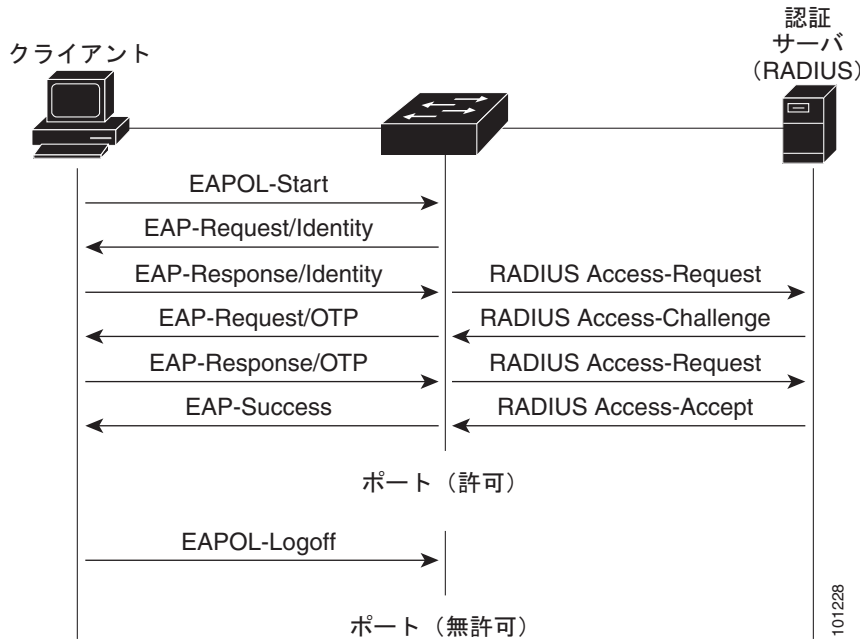 クライアント
認証
サーバ
（RADIUS）
EAPOL-Start
EAP-Request/Identity
EAP-Response/Identity
RADIUS Access-Request
EAP-Request/OTP
RADIUS Access-Challenge
EAP-Response/OTP
RADIUS Access-Request
EAP-Success
RADIUS Access-Accept
ポート（許可）
EAPOL-Logoff
ポート（無許可）
101228